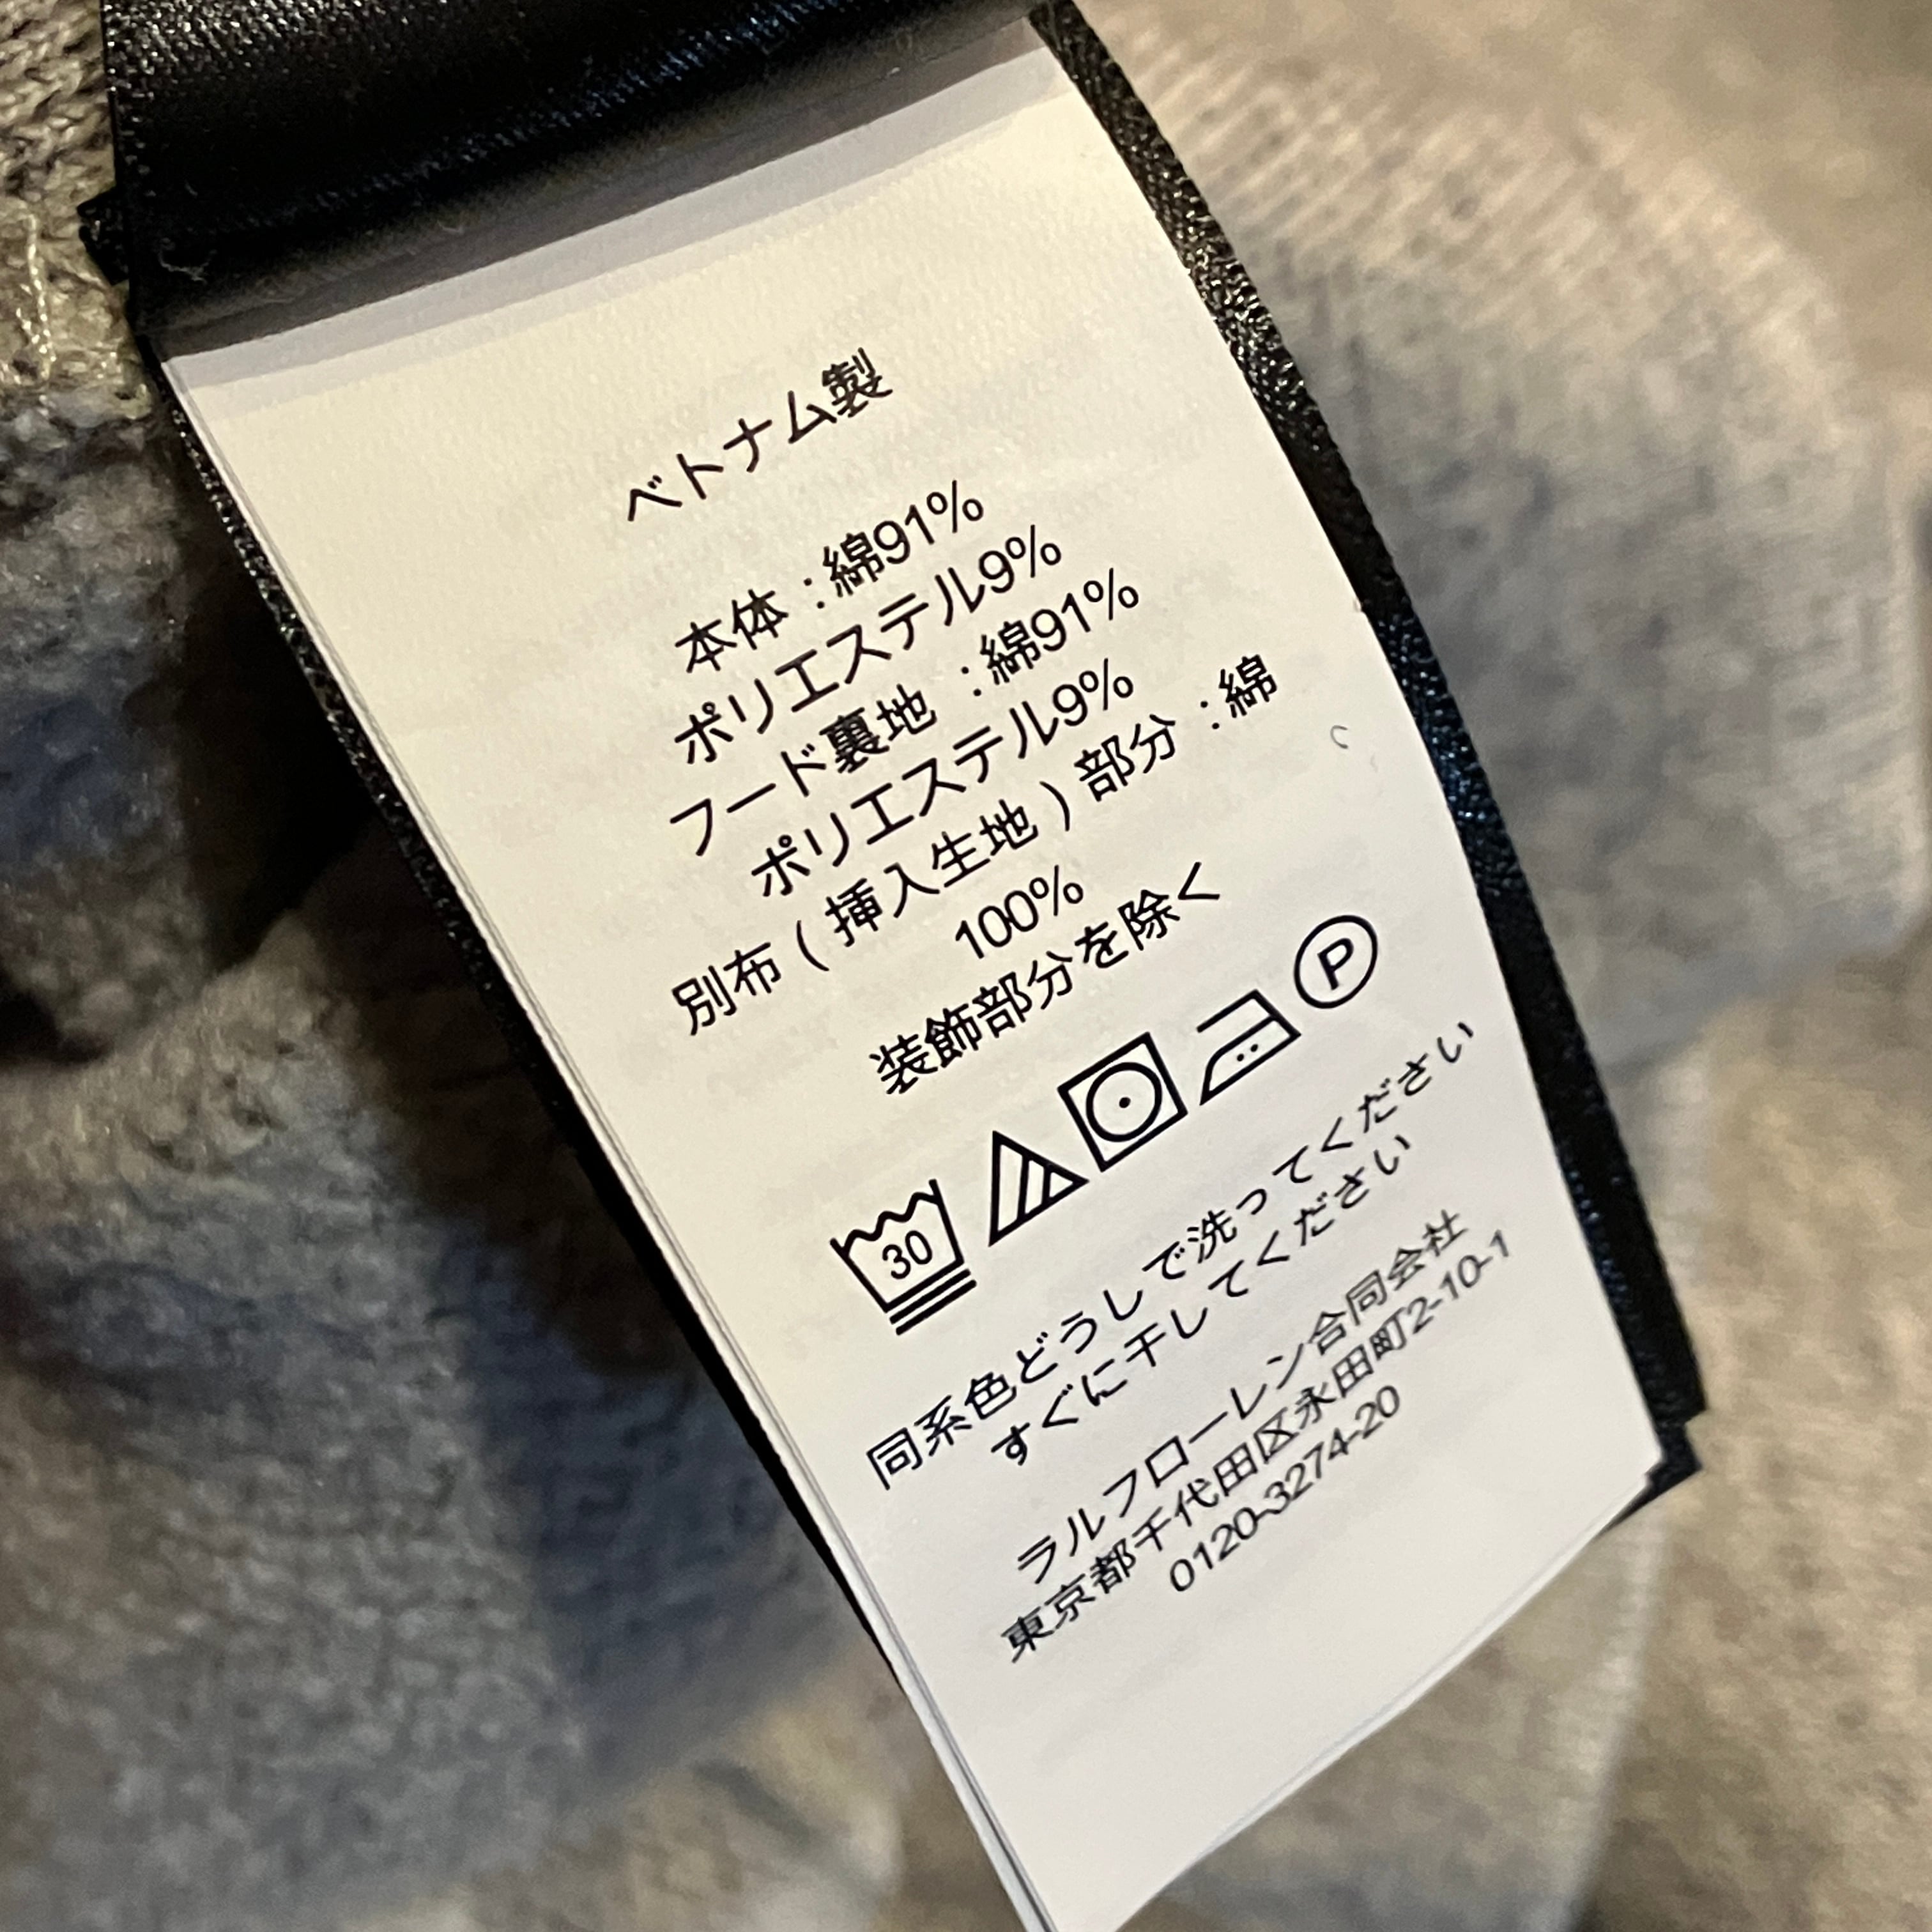 ベトナム製
本体:綿91%
ポリエステル9%
フード裏地:綿91%
ポリエステル9%
別布(挿入生地)部分:綿
100%
装飾部分を除く
P
30
同系色どうしで洗ってください
すぐに干してください
ラルフローレン合同会社
東京都千代田区永田町2-10-1
0120-3274-20